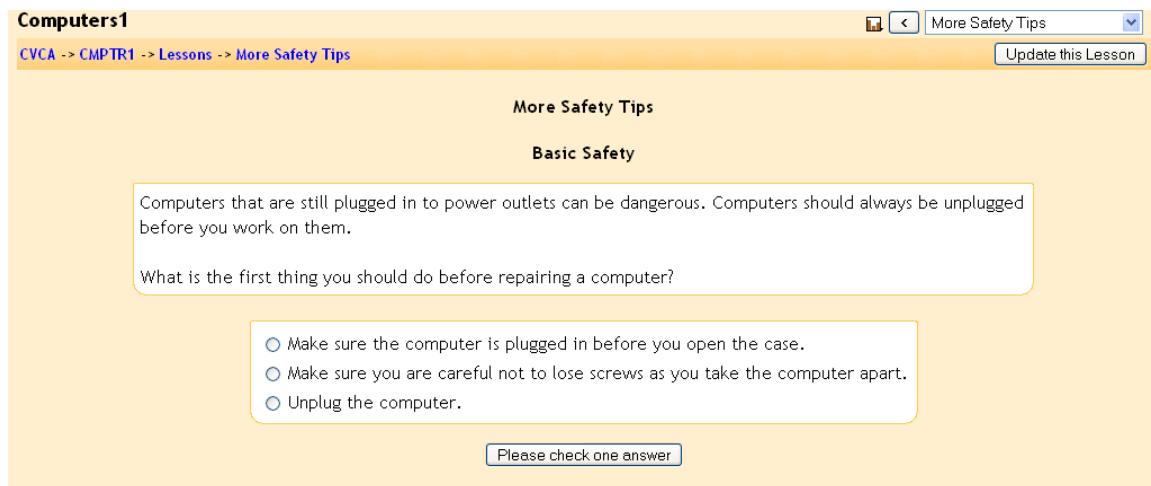 Computers1
< More Safety Tips
CVCA -> CMPTR1 -> Lessons -> More Safety Tips
Update this Lesson
More Safety Tips
Basic Safety
Computers that are still plugged in to power outlets can be dangerous. Computers should always be unplugged
before you work on them.
What is the first thing you should do before repairing a computer?
Make sure the computer is plugged in before you open the case.
Make sure you are careful not to lose screws as you take the computer apart.
Unplug the computer.
Please check one answer